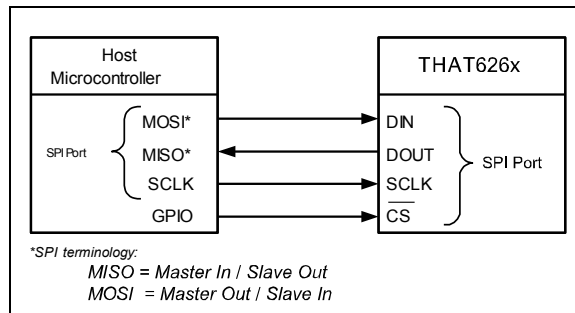 Host
Microcontroller
THAT626x
MOSI*
DIN
SPI Port
MISO*
DOUT
SPI Port
SCLK
SCLK
GPIO
CS
*SPI terminology:
MISO = Master In / Slave Out
MOSI = Master Out / Slave In